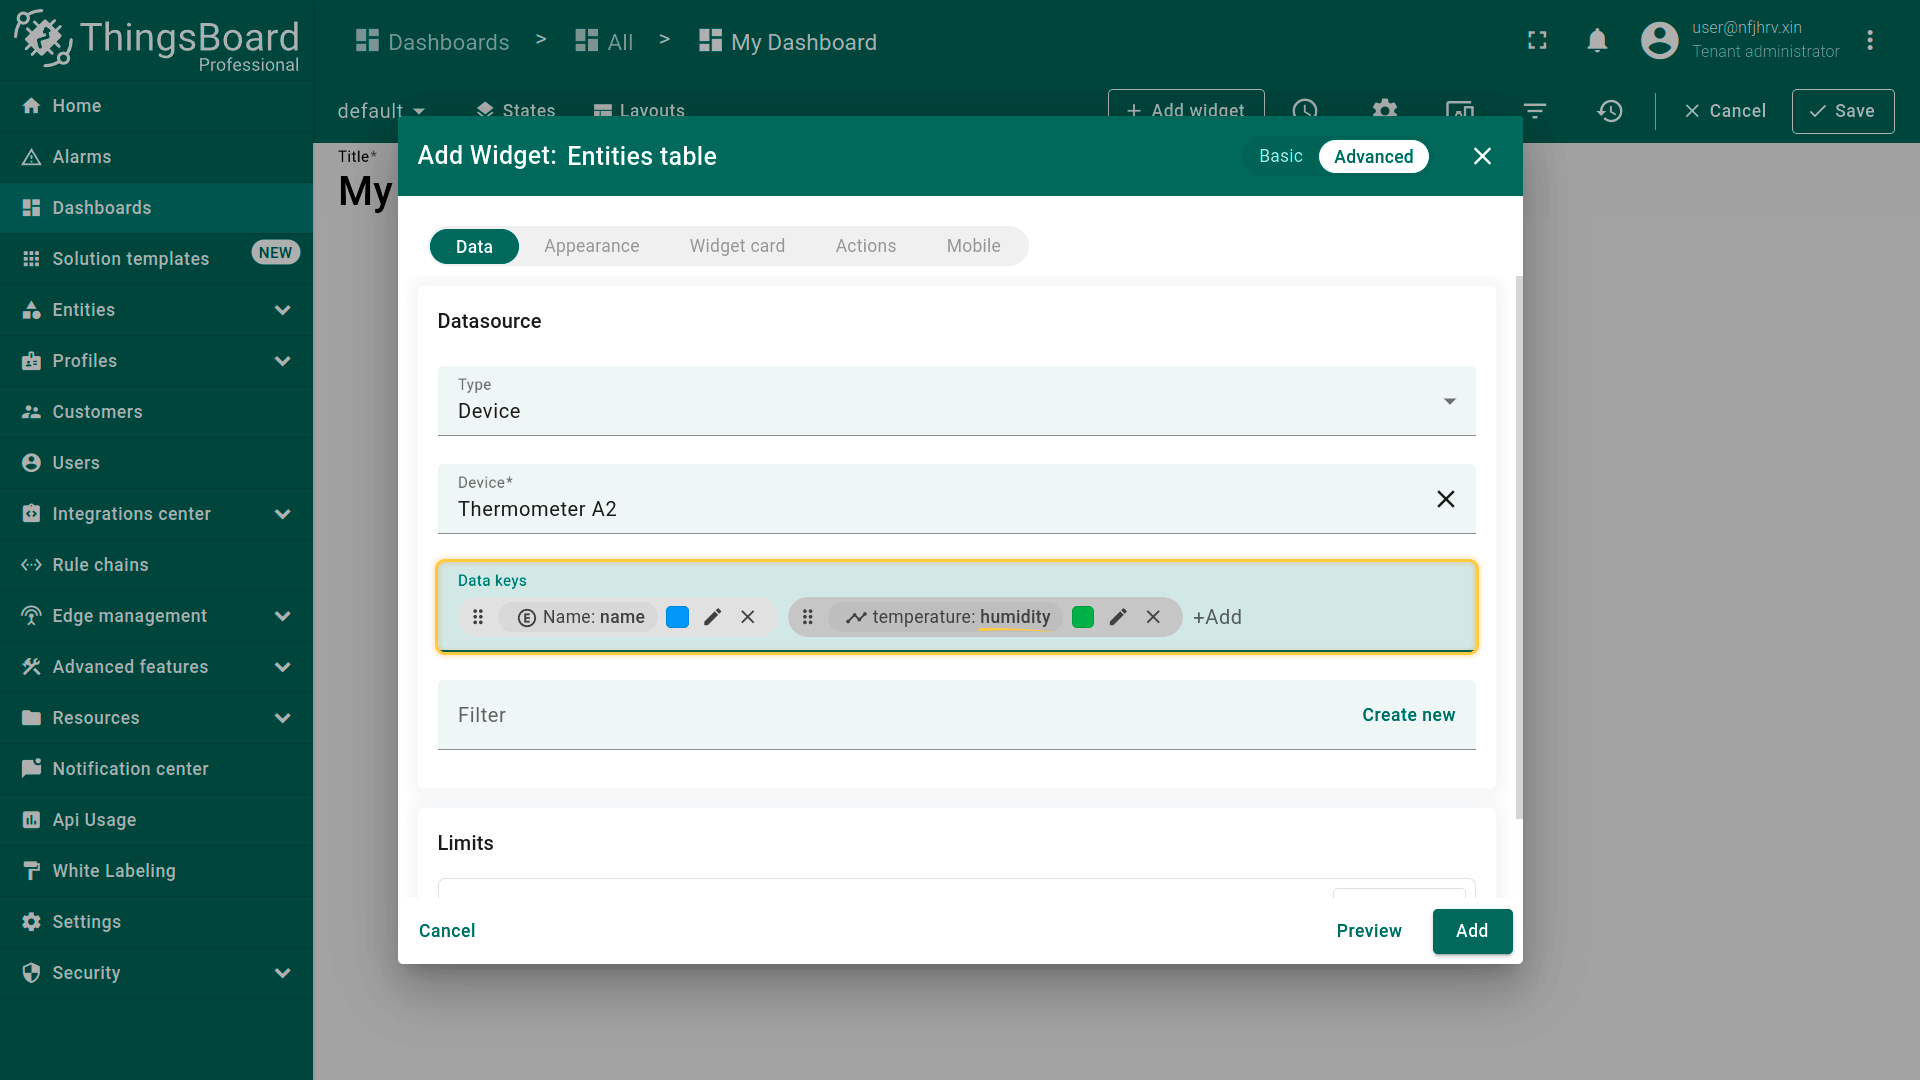 ThingsBoard
Professional
Dashboards > All > My Dashboard
user@nfjhrv.xin
Tenant administrator
default States Layouts + Add widget Cancel Save
Home
Alarms
Dashboards
Solution templates NEW
Entities
Profiles
Customers
Users
Integrations center
Rule chains
Edge management
Advanced features
Resources
Notification center
Api Usage
White Labeling
Settings
Security
Title*
My
Add Widget: Entities table Basic Advanced
Data Appearance Widget card Actions Mobile
Datasource
Type
Device
Device*
Thermometer A2
Data keys
Name: name temperature: humidity +Add
Filter Create new
Limits
Cancel Preview Add